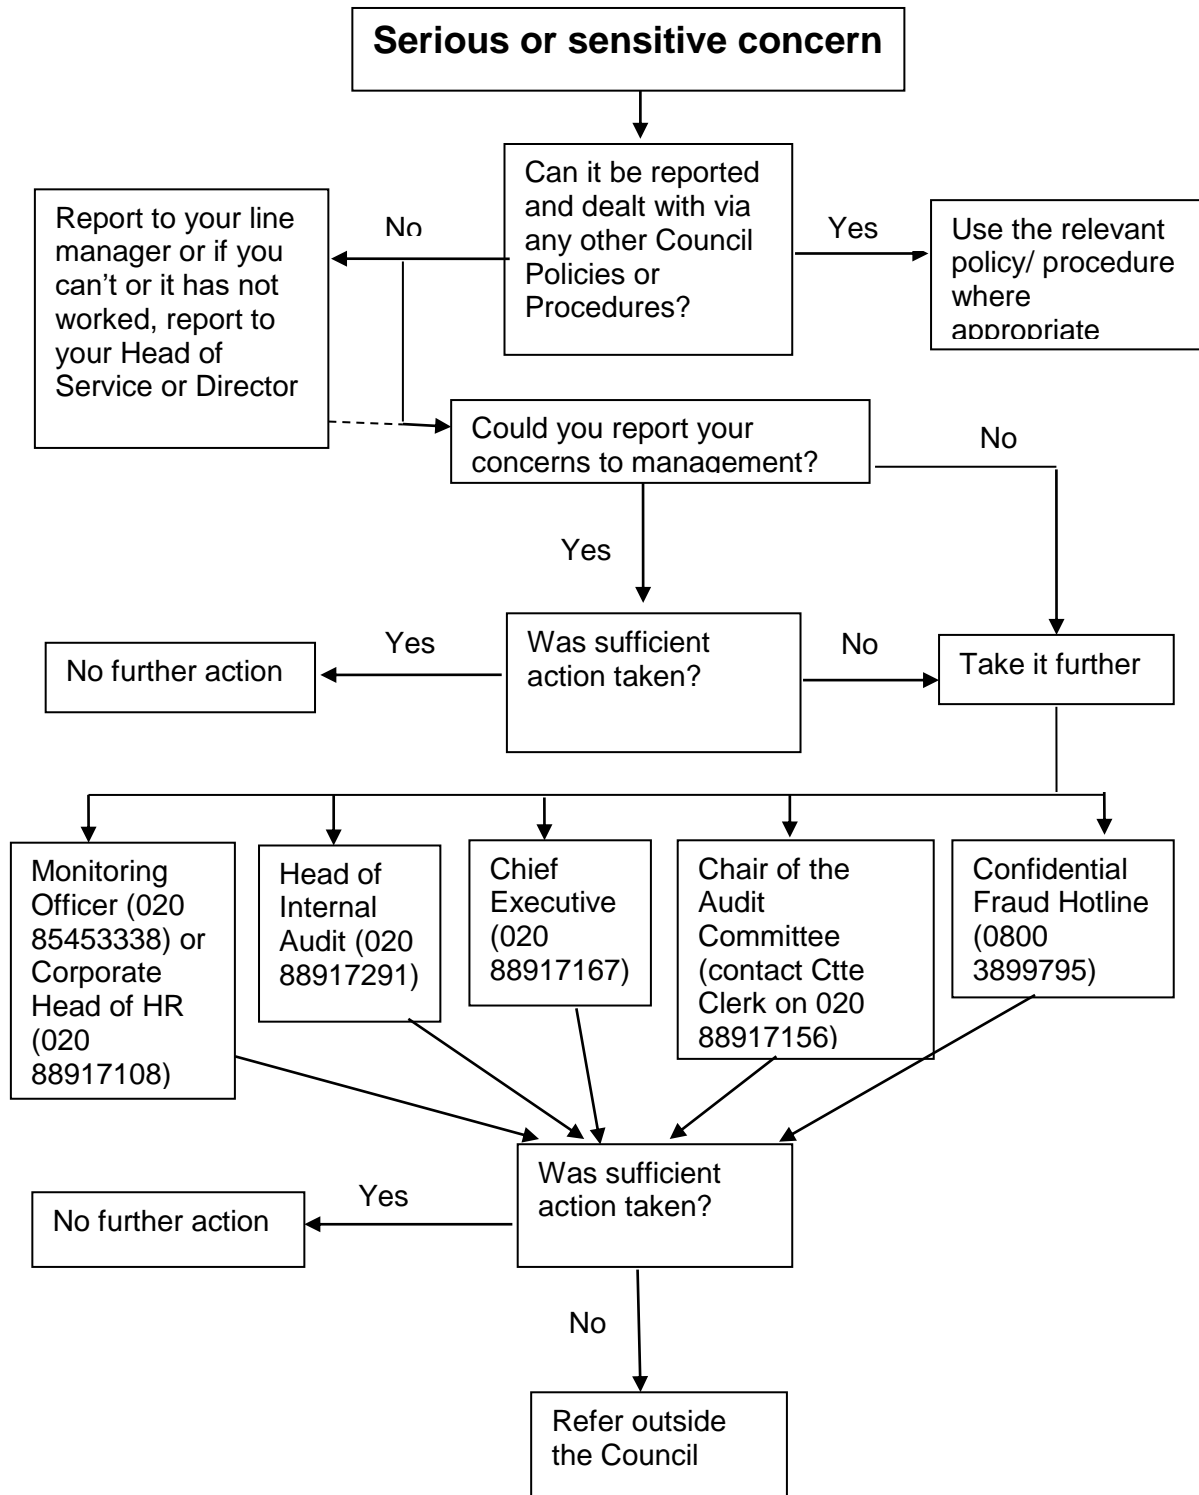 Serious or sensitive concern
Can it be reported
and dealt with via
any other Council
Policies or
Procedures?
No
Yes
Report to your line
manager or if you
can't or it has not
worked, report to
your Head of
Service or Director
Use the relevant
policy/ procedure
where
appropriate
Could you report your
concerns to management?
No
Yes
Was sufficient
action taken?
Yes
No
No further action
Take it further
Monitoring
Officer (020
85453338) or
Corporate
Head of HR
(020
88917108)
Head of
Internal
Audit (020
88917291)
Chief
Executive
(020
88917167)
Chair of the
Audit
Committee
(contact Ctte
Clerk on 020
88917156)
Confidential
Fraud Hotline
(0800
3899795)
Was sufficient
action taken?
Yes
No further action
No
Refer outside
the Council